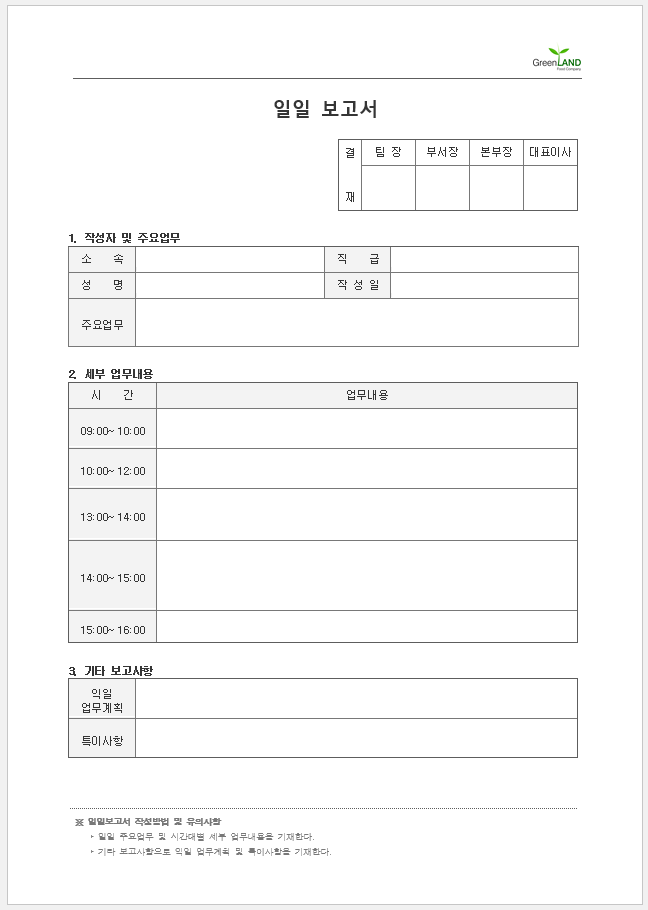 GreenLAND
Food Company
일일 보고서
결 팀 장 부서장 본부장 대표이사
재
1. 작성자 및 주요업무
소 속 직 급
성 명 작 성 일
주요업무
2. 세부 업무내용
시 간 업무내용
09:00~ 10:00
10:00~ 12:00
13:00~ 14:00
14:00~ 15:00
15:00~ 16:00
3. 기타 보고사항
익일
업무계획
특이사항
※ 일일보고서 작성방법 및 유의사항
‣ 일일 주요업무 및 시간대별 세부 업무내용을 기재한다.
‣ 기타 보고사항으로 익일 업무계획 및 특이사항을 기재한다.